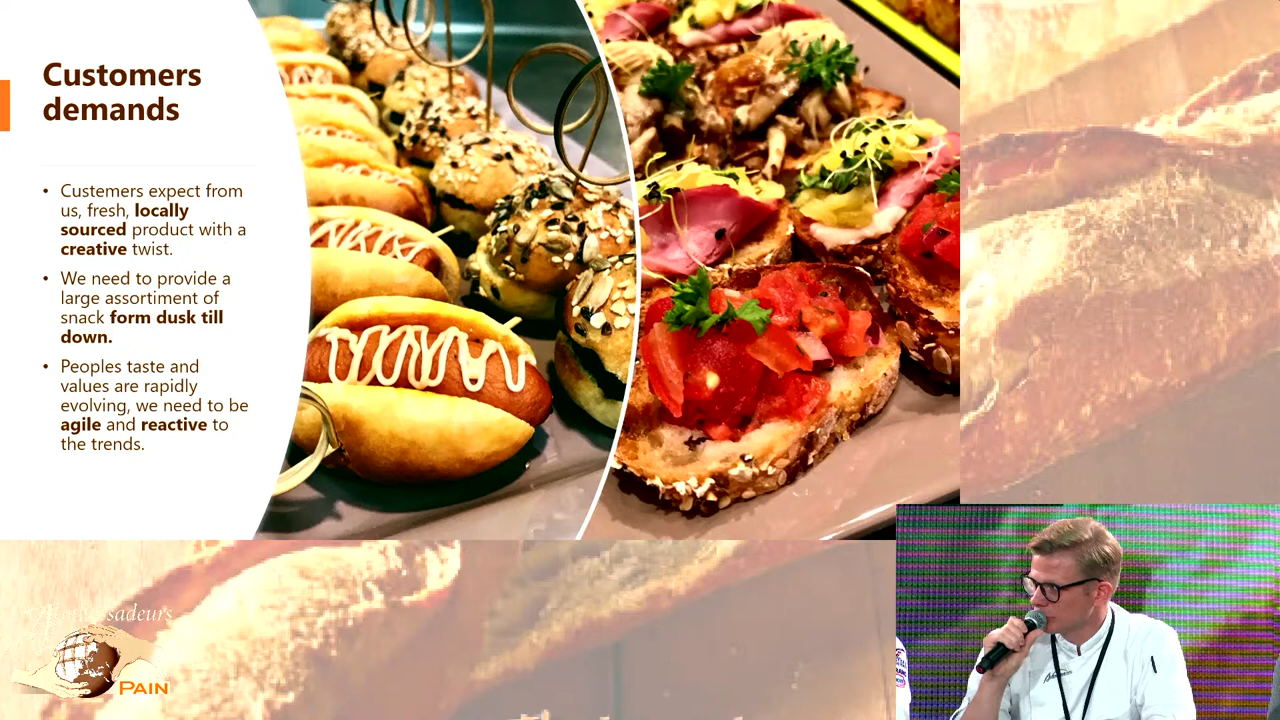 Customers
demands
• Custemers expect from
us, fresh, locally
sourced product with a
creative twist.
• We need to provide a
large assortiment of
snack form dusk till
down.
• Peoples taste and
values are rapidly
evolving, we need to be
agile and reactive to
the trends.
Ambassadeurs
PAIN